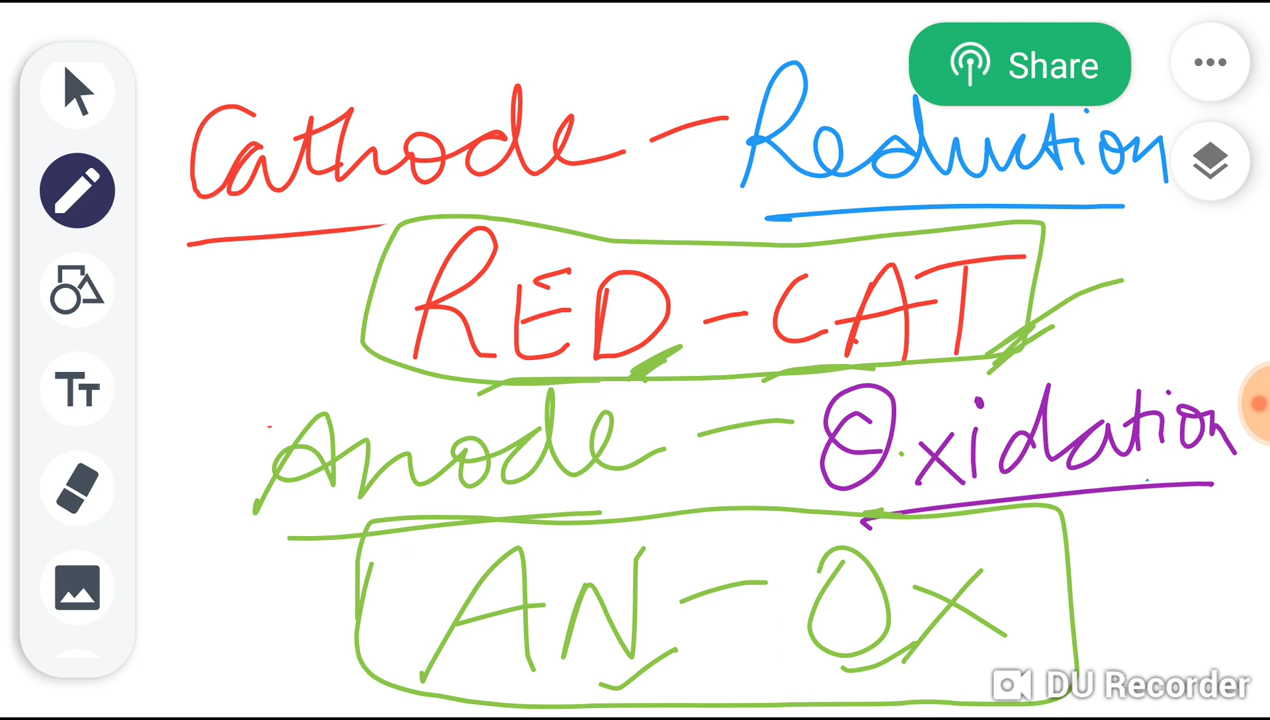 Share
Cathode - Reduction
RED-CAT
Anode - Oxidation
AN-OX
TT
DU Recorder